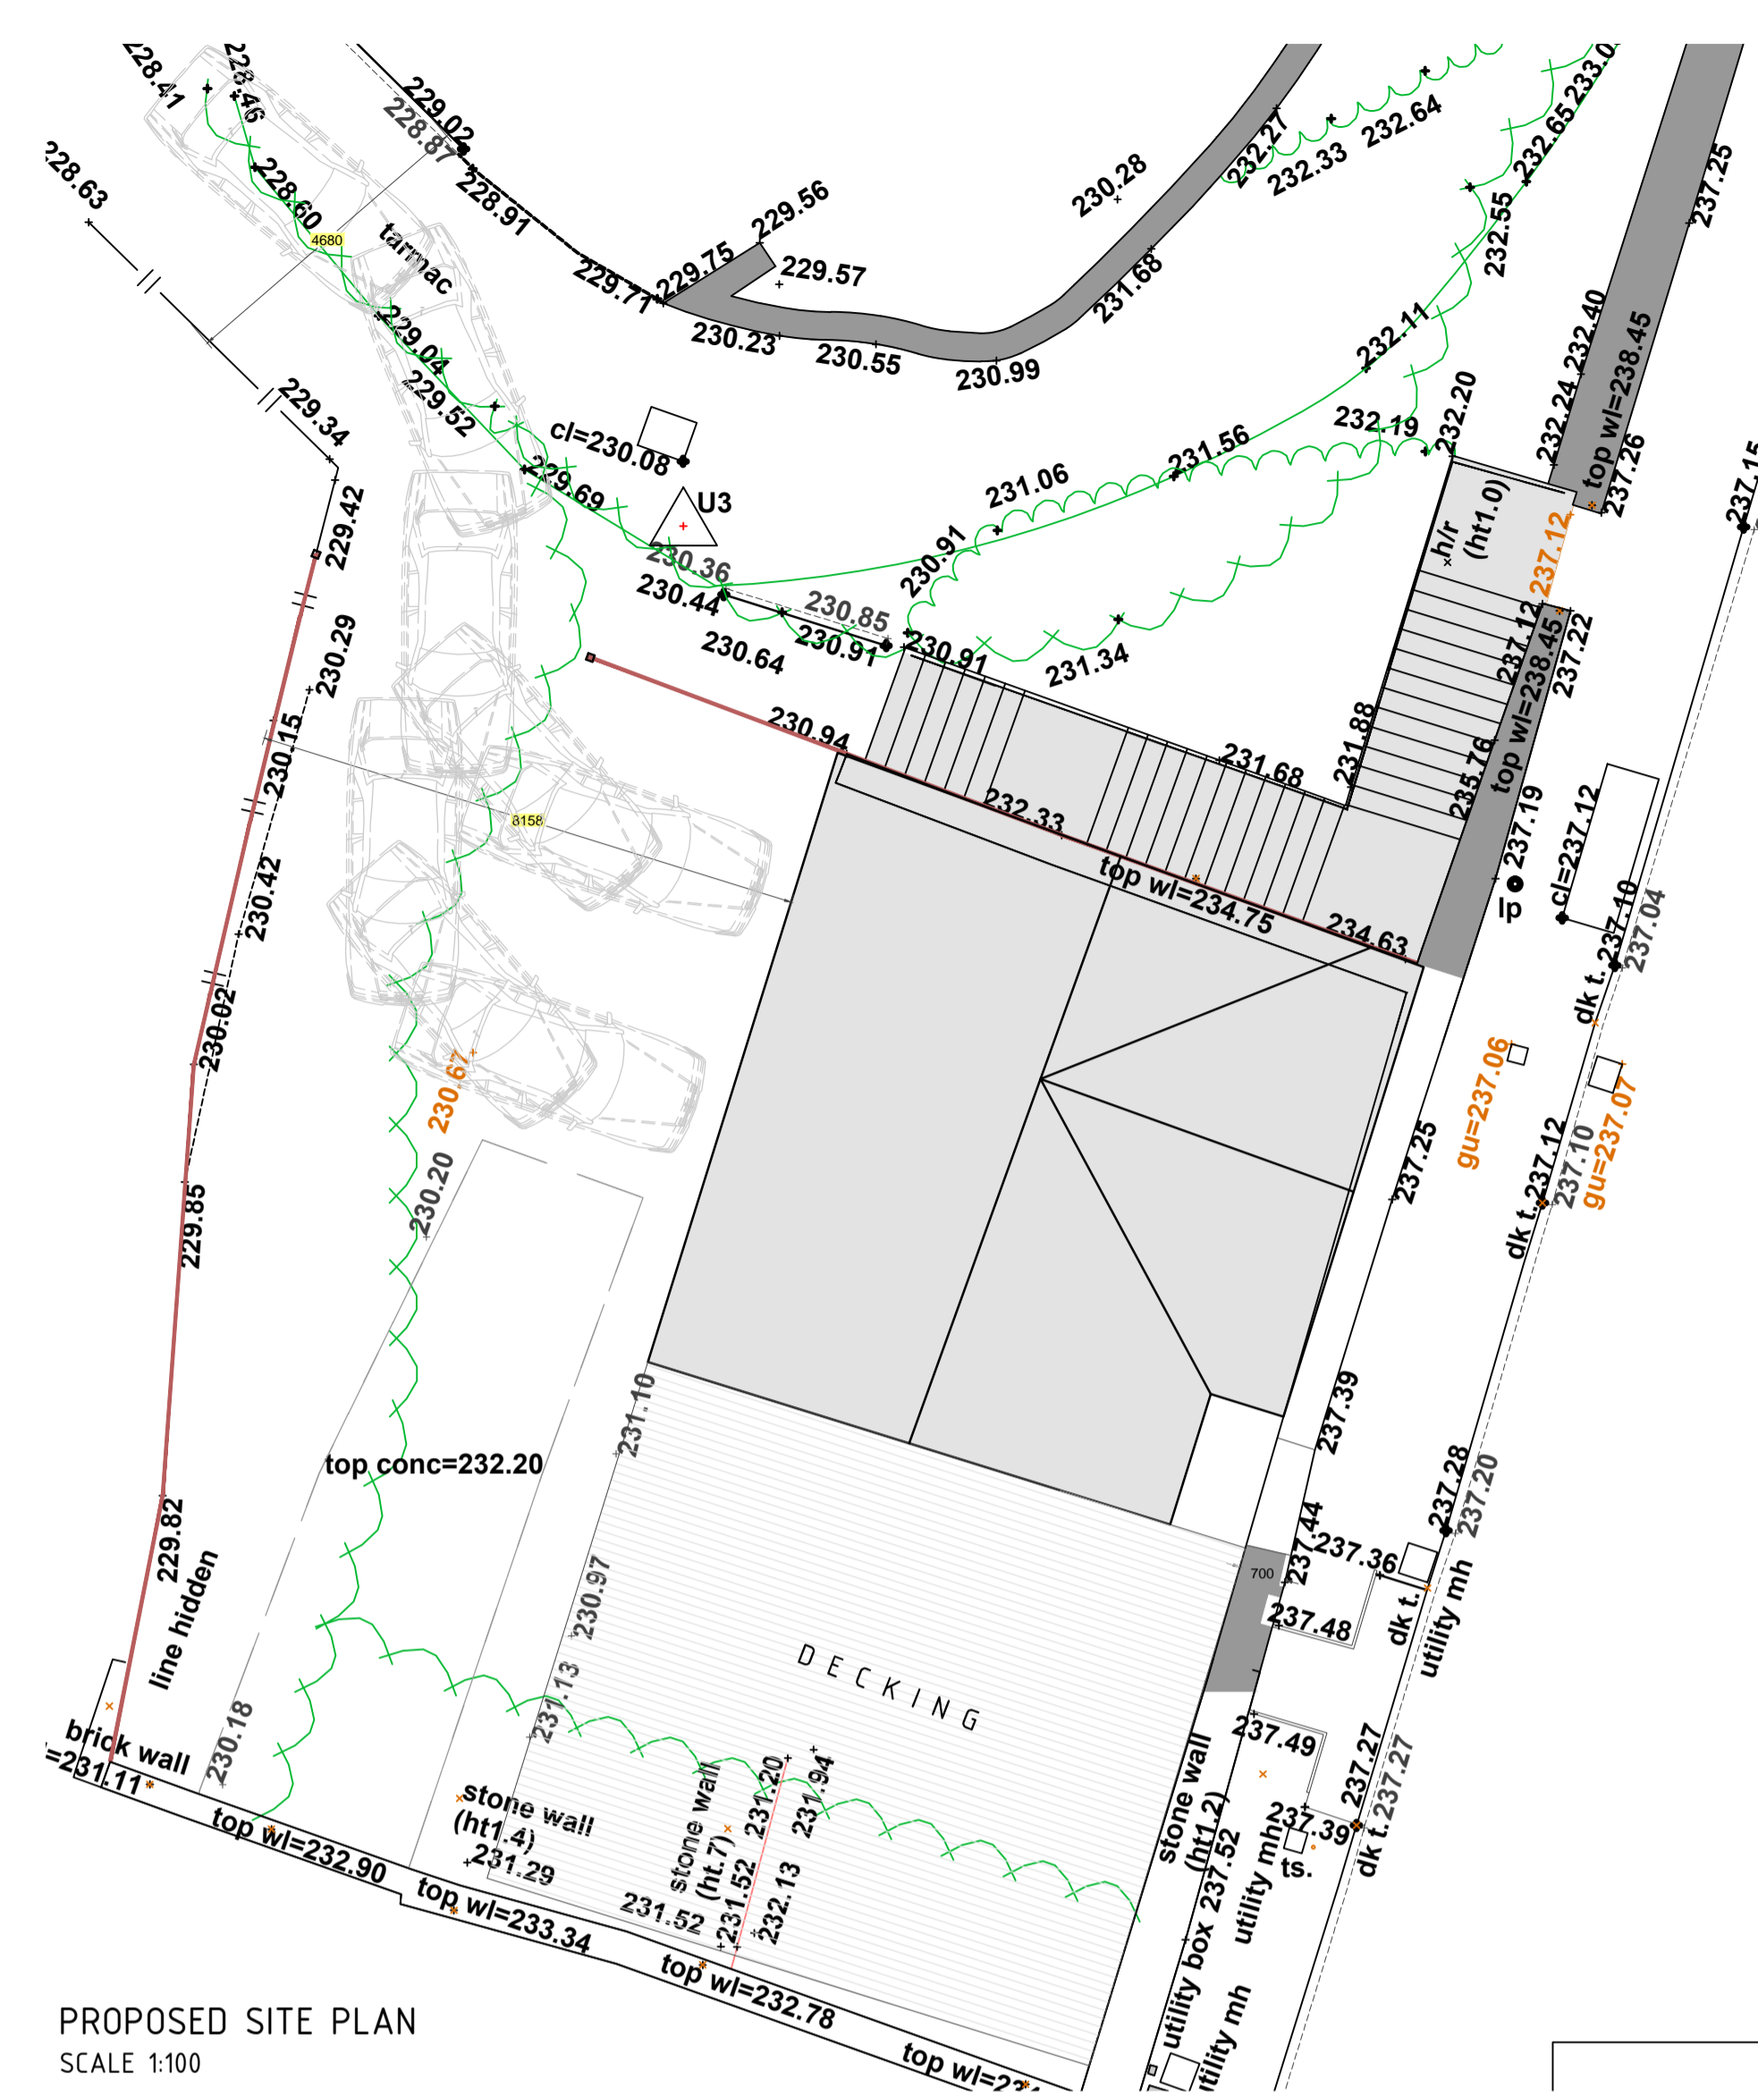 228.41
228.46
229.02
228.87
228.63
228.60
228.91
4680
tarmac
229.56
229.75
229.57
229.71
230.28
232.27
232.33
232.64
232.65
237.25
232.55
231.68
230.23
230.55
230.99
229.04
229.52
229.34
cl=230.08
232.11
232.40
232.24
top wl=238.45
237.26
237.15
232.20
232.19
231.56
231.06
229.42
229.69
U3
230.36
230.44
230.85
230.91
230.64
230.91
230.91
231.34
h/r
(ht1.0)
237.12
237.12
237.22
top wl=238.45
230.29
230.15
230.94
231.68
231.88
235.76
232.33
8158
237.19
cl=237.12
lp
230.42
top wl=234.75
234.63
237.10
237.04
dk t.
230.02
230.67
gu=237.06
gu=237.07
230.20
237.25
237.12
237.10
dk t.
229.85
231.10
237.39
top conc=232.20
229.82
230.97
237.28
237.20
237.44
237.36
700
237.48
dk t.
utility mh
line hidden
DECKING
231.13
230.18
brick wall
=231.11
top wl=232.90
stone wall
(ht1.4)
231.29
top wl=233.34
stone wall
(ht.7)
231.20
231.94
231.52
231.52
232.13
top wl=232.78
stone wall
(ht1.2)
237.49
237.39
237.27
237.27
dk t.
ts.
utility mh
237.52
utility box
utility mh
PROPOSED SITE PLAN
SCALE 1:100